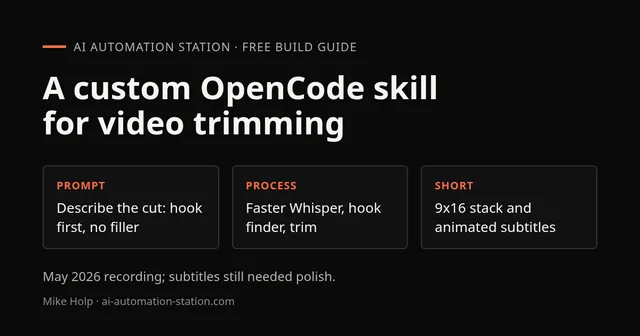 AI AUTOMATION STATION · FREE BUILD GUIDE
A custom OpenCode skill
for video trimming
PROMPT
Describe the cut: hook
first, no filler
PROCESS
Faster Whisper, hook
finder, trim
SHORT
9x16 stack and
animated subtitles
May 2026 recording; subtitles still needed polish.
Mike Holp · ai-automation-station.com